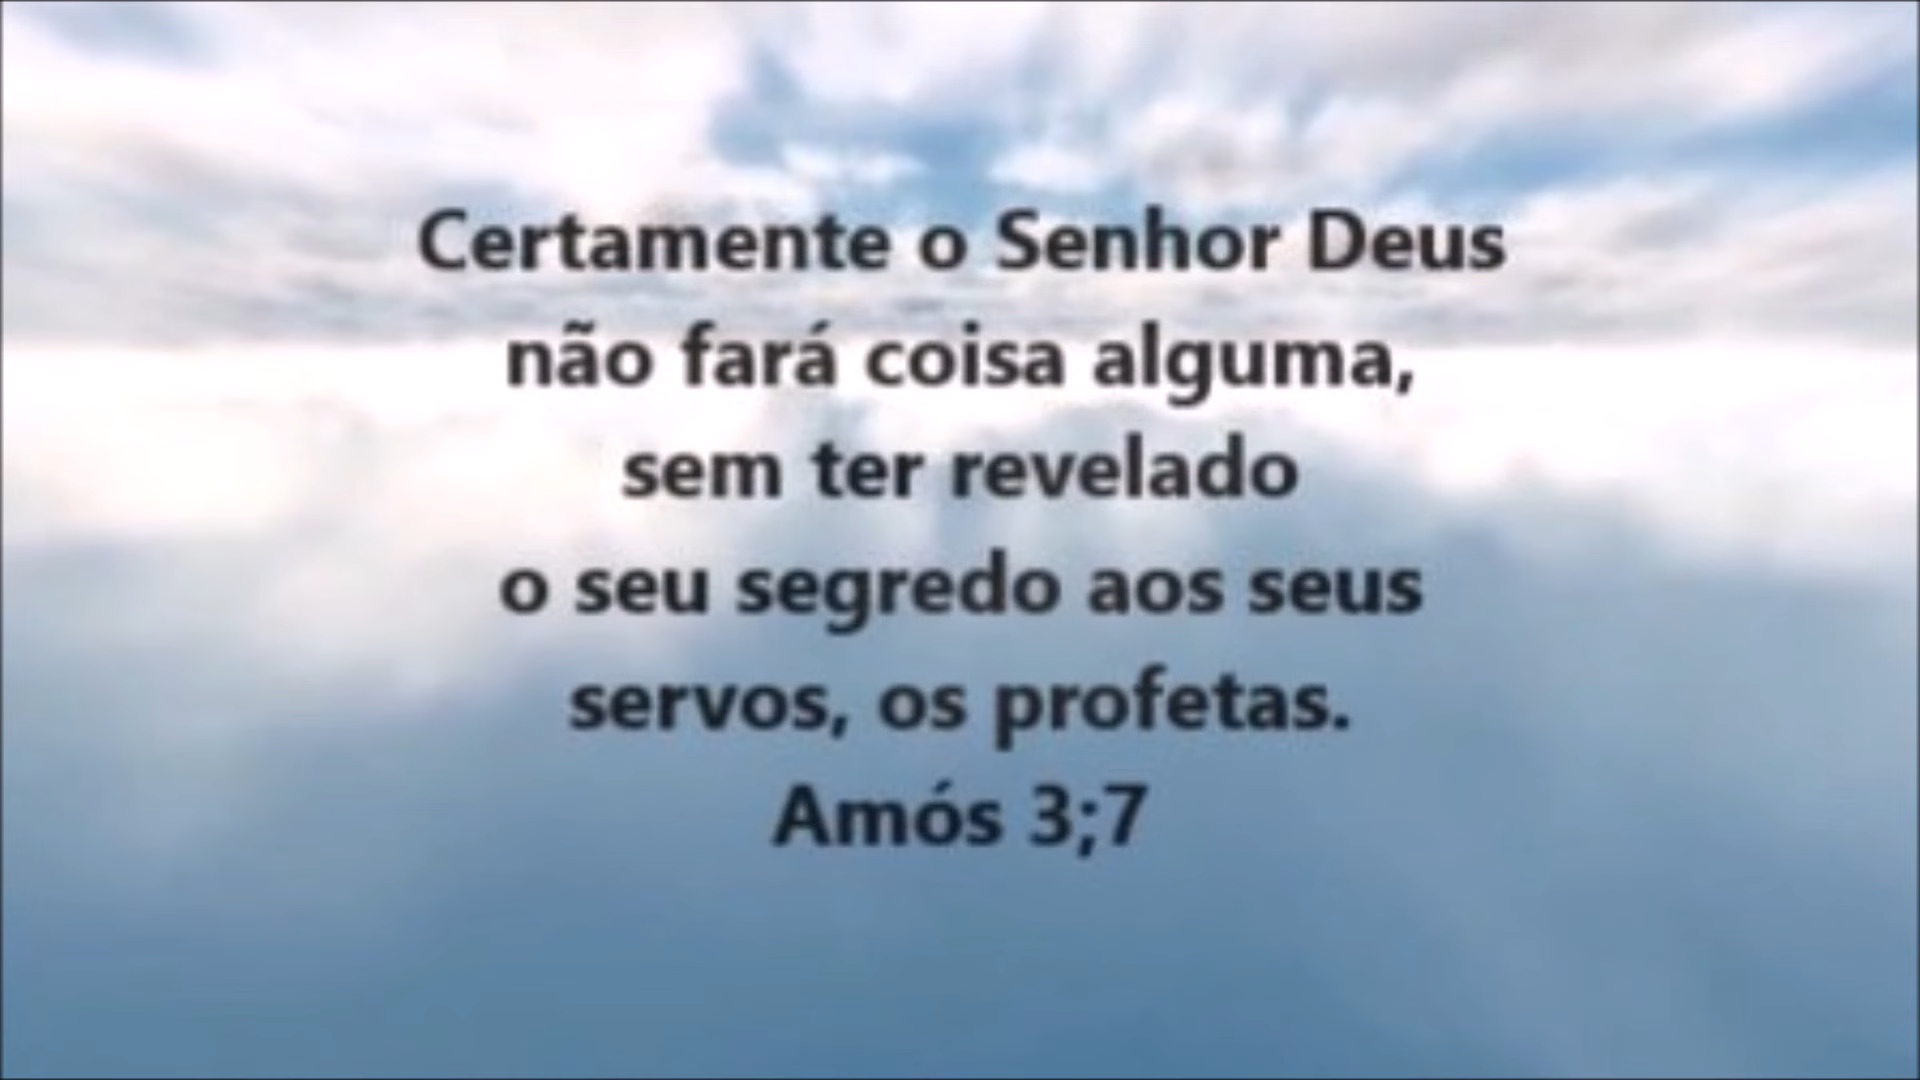 Certamente o Senhor Deus
não fará coisa alguma,
sem ter revelado
o seu segredo aos seus
servos, os profetas.
Amós 3;7